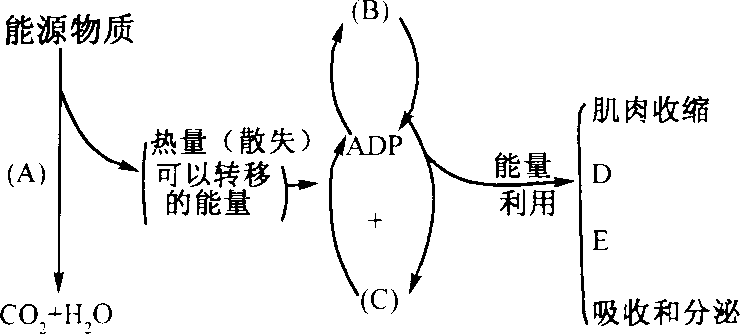 能源物质
(A)
CO₂+H₂O
热量（散失）
可以转移
的能量
(B)
ADP
+
(C)
能量
利用
肌肉收缩
D
E
吸收和分泌